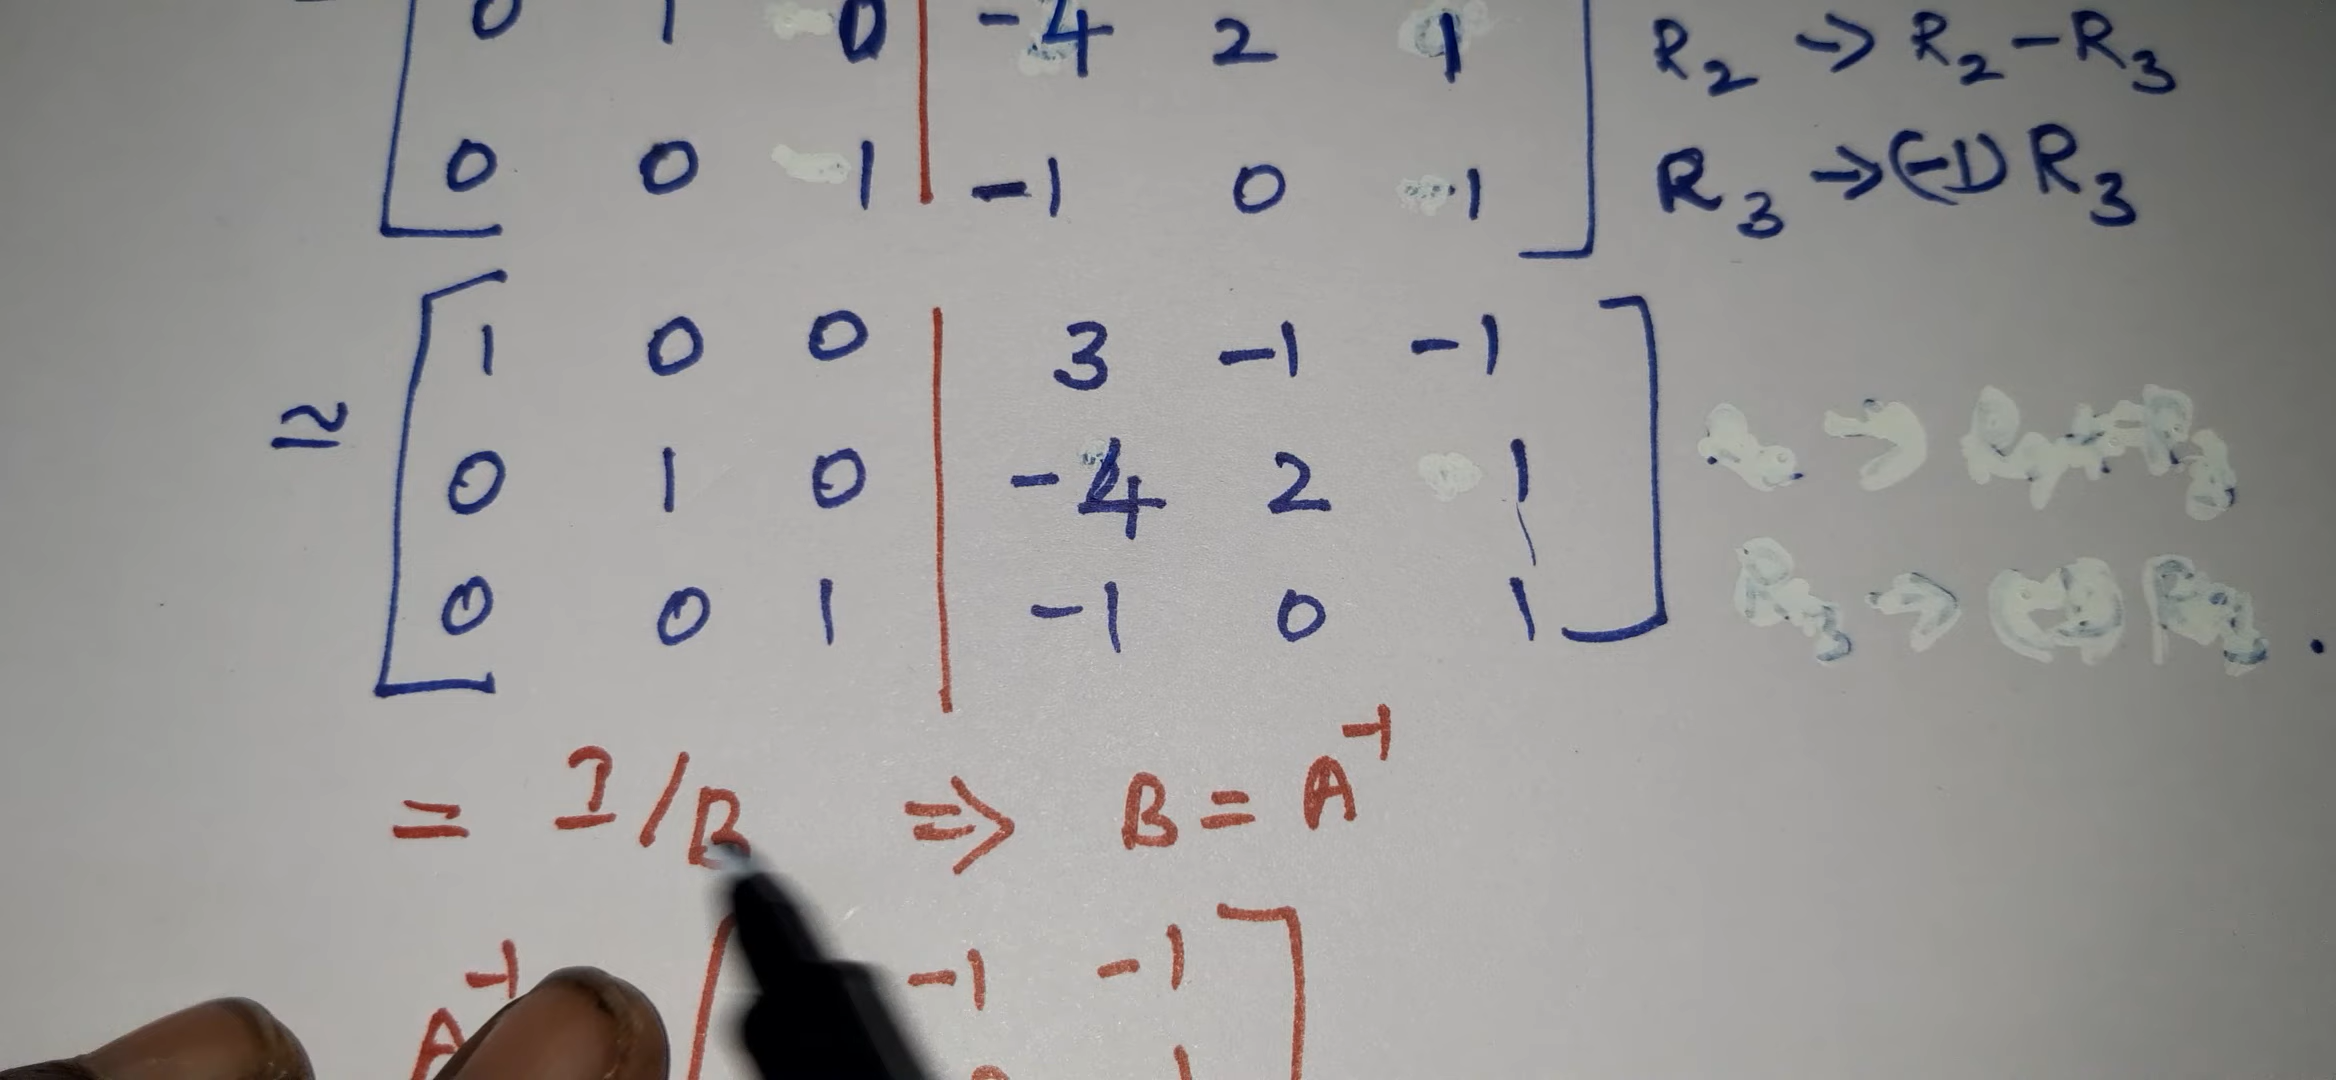 0 1 0 | -4 2 1 R₂ → R₂ - R₃
0 0 1 | -1 0 1 R₃ → (-1) R₃
≃ 1 0 0 | 3 -1 -1
0 1 0 | -4 2 1
0 0 1 | -1 0 1
= I/B ⇒ B = A⁻¹
A⁻¹ -1 -1